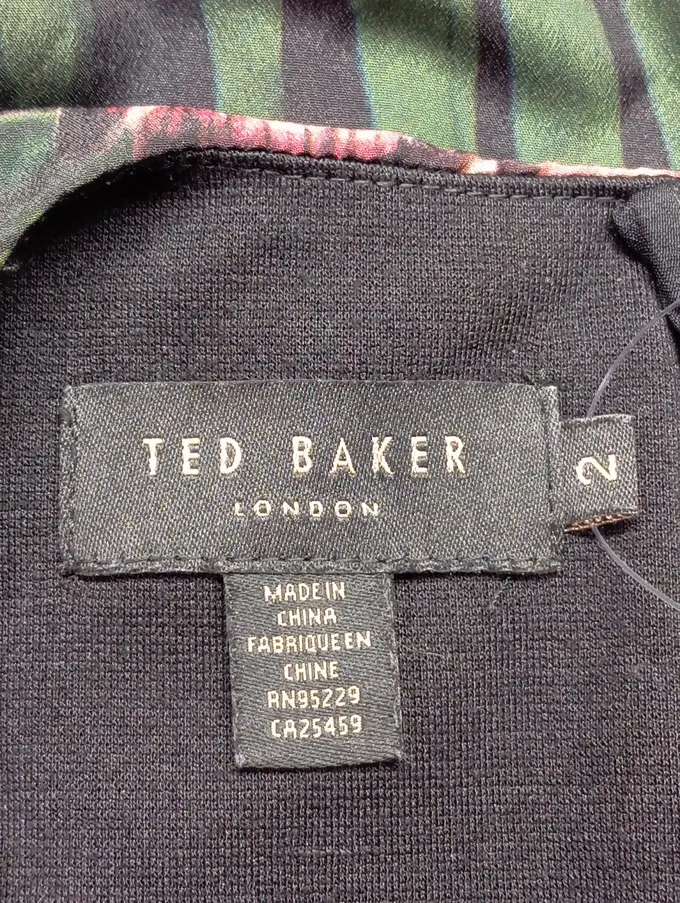 TED BAKER
LONDON
2
MADE IN
CHINA
FABRIQUE EN
CHINE
RN95229
CA25459